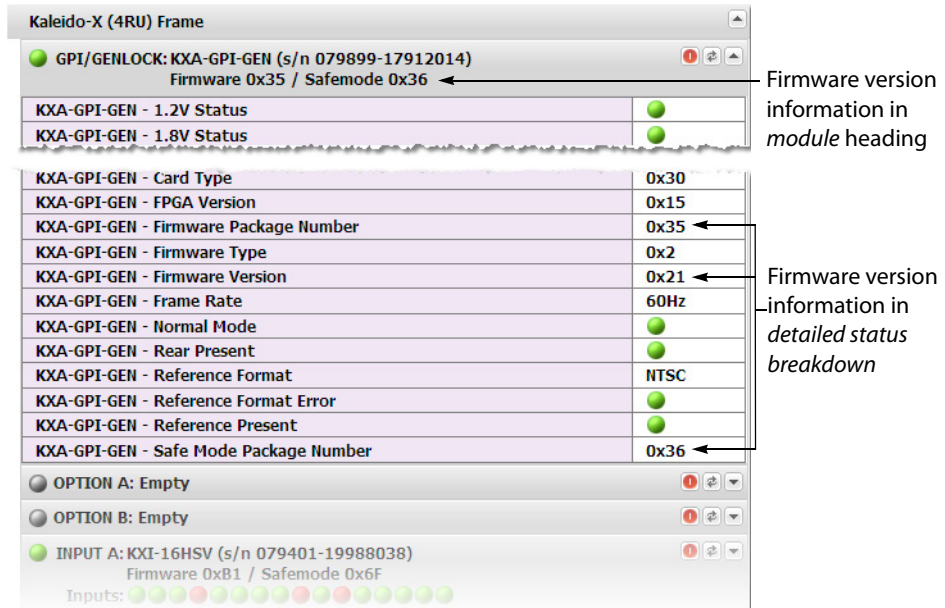 Kaleido-X (4RU) Frame
GPI/GENLOCK: KXA-GPI-GEN (s/n 079899-17912014)
Firmware 0x35 / Safemode 0x36
Firmware version
information in
module heading
KXA-GPI-GEN - 1.2V Status
KXA-GPI-GEN - 1.8V Status
KXA-GPI-GEN - Card Type 0x30
KXA-GPI-GEN - FPGA Version 0x15
KXA-GPI-GEN - Firmware Package Number 0x35
KXA-GPI-GEN - Firmware Type 0x2
KXA-GPI-GEN - Firmware Version 0x21
KXA-GPI-GEN - Frame Rate 60Hz
KXA-GPI-GEN - Normal Mode
KXA-GPI-GEN - Rear Present
KXA-GPI-GEN - Reference Format NTSC
KXA-GPI-GEN - Reference Format Error
KXA-GPI-GEN - Reference Present
KXA-GPI-GEN - Safe Mode Package Number 0x36
Firmware version
information in
detailed status
breakdown
OPTION A: Empty
OPTION B: Empty
INPUT A: KXI-16HSV (s/n 079401-19988038)
Firmware 0xB1 / Safemode 0x6F
Inputs: